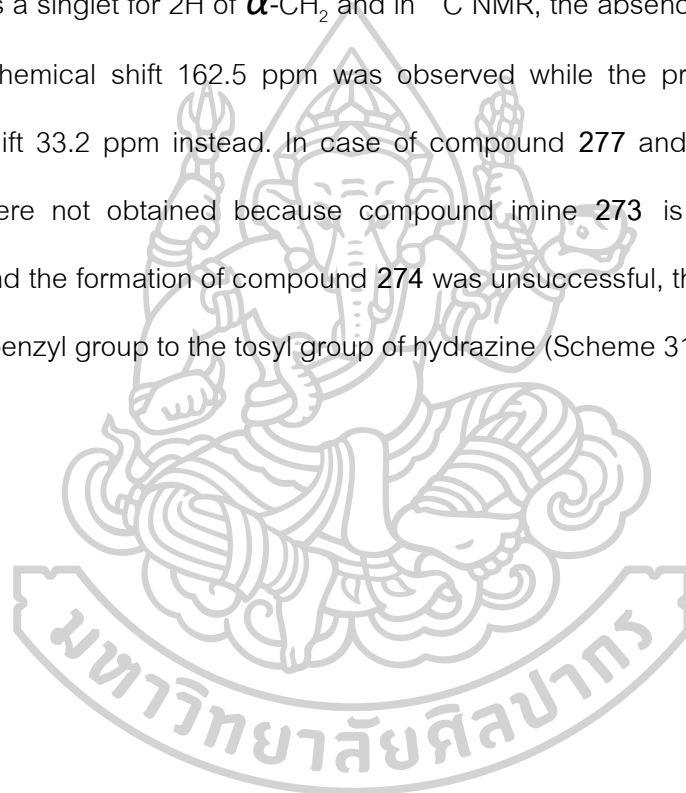 s a singlet for 2H of α-CH₂ and in C NMR, the absenc
hemical shift 162.5 ppm was observed while the pr
ift 33.2 ppm instead. In case of compound 277 and
ere not obtained because compound imine 273 is
nd the formation of compound 274 was unsuccessful, th
enzyl group to the tosyl group of hydrazine (Scheme 31
มหาวิทยาลัยศิลปากร